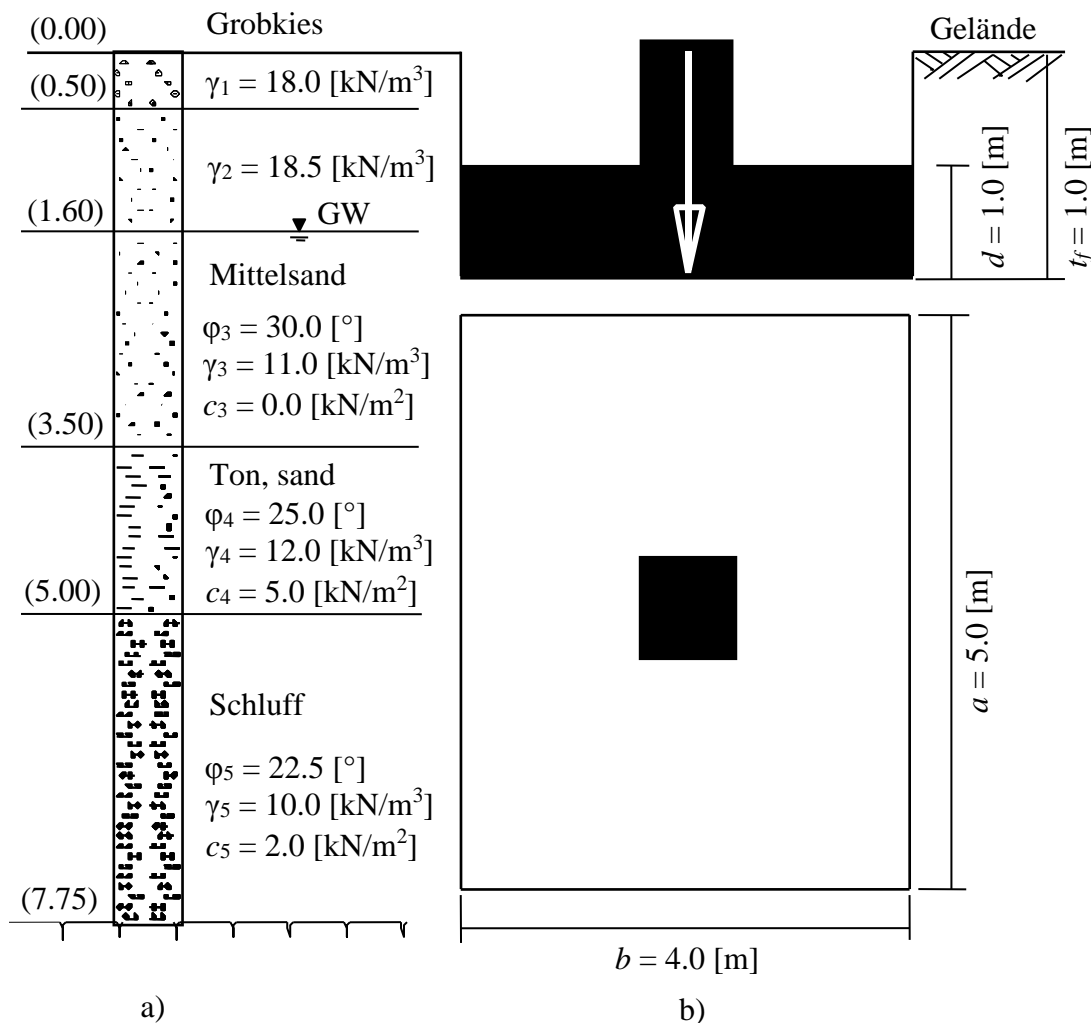 (0.00)
Grobkies
γ1 = 18.0 [kN/m³]
(0.50)
γ2 = 18.5 [kN/m³]
(1.60)
GW
Mittelsand
φ3 = 30.0 [°]
γ3 = 11.0 [kN/m³]
c3 = 0.0 [kN/m²]
(3.50)
Ton, sand
φ4 = 25.0 [°]
γ4 = 12.0 [kN/m³]
c4 = 5.0 [kN/m²]
(5.00)
Schluff
φ5 = 22.5 [°]
γ5 = 10.0 [kN/m³]
c5 = 2.0 [kN/m²]
(7.75)
a)
Gelände
d = 1.0 [m]
tf = 1.0 [m]
a = 5.0 [m]
b = 4.0 [m]
b)